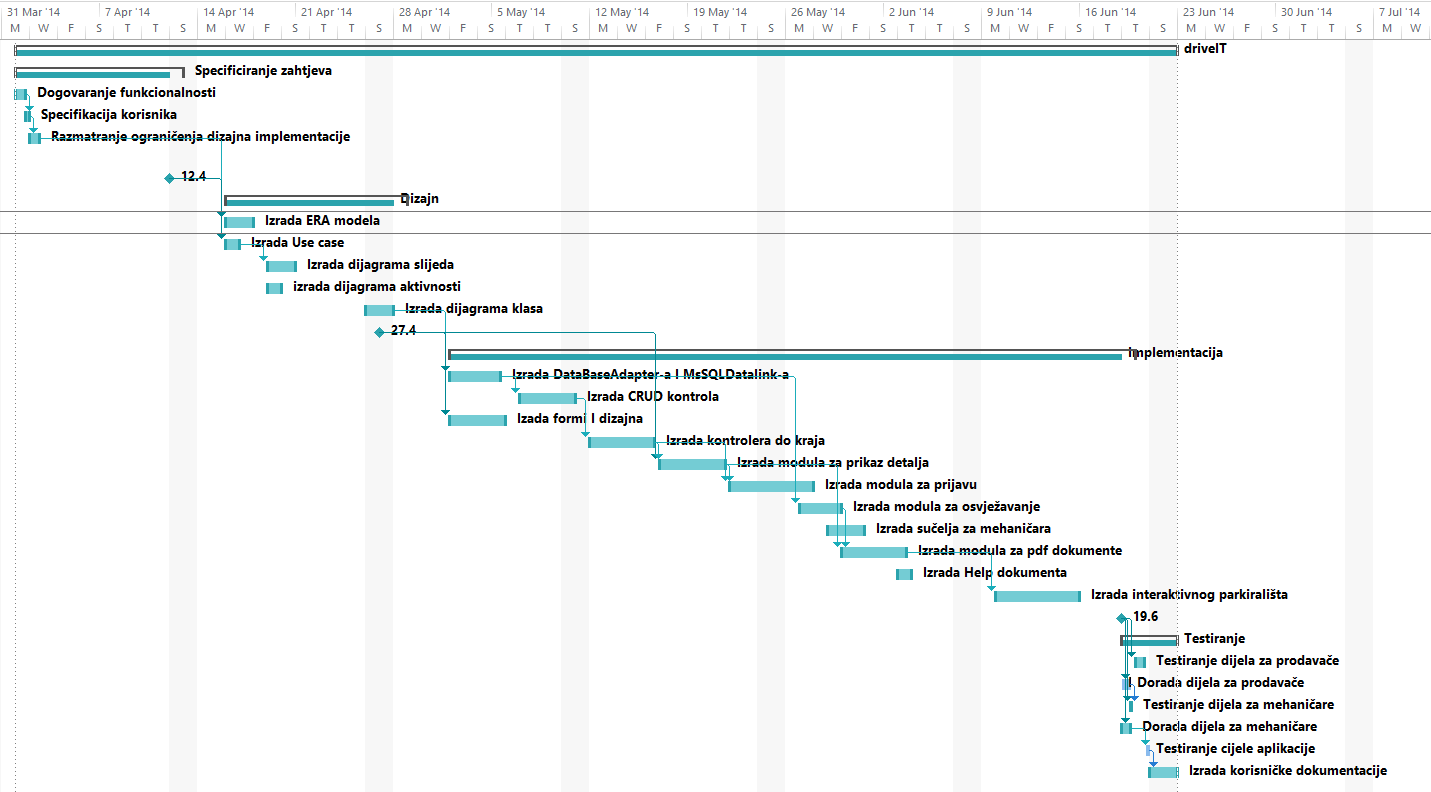 31 Mar '14 7 Apr '14 14 Apr '14 21 Apr '14 28 Apr '14 5 May '14 12 May '14 19 May '14 26 May '14 2 Jun '14 9 Jun '14 16 Jun '14 23 Jun '14 30 Jun '14 7 Jul '14
M W F S T T S M W F S T T S M W F S T T S M W F S T T S M W F S T T S M W F S T T S M W
driveIT
Specificiranje zahtjeva
Dogovaranje funkcionalnosti
Specifikacija korisnika
Razmatranje ograničenja dizajna implementacije
12.4
Dizajn
Izrada ERA modela
Izrada Use case
Izrada dijagrama slijeda
izrada dijagrama aktivnosti
Izrada dijagrama klasa
27.4
Implementacija
Izrada DataBaseAdapter-a I MsSQLDatalink-a
Izrada CRUD kontrola
Izada formi I dizajna
Izrada kontrolera do kraja
Izrada modula za prikaz detalja
Izrada modula za prijavu
Izrada modula za osvježavanje
Izrada sučelja za mehaničara
Izrada modula za pdf dokumente
Izrada Help dokumenta
Izrada interaktivnog parkirališta
19.6
Testiranje
Testiranje dijela za prodavače
Dorada dijela za prodavače
Testiranje dijela za mehaničare
Dorada dijela za mehaničare
Testiranje cijele aplikacije
Izrada korisničke dokumentacije